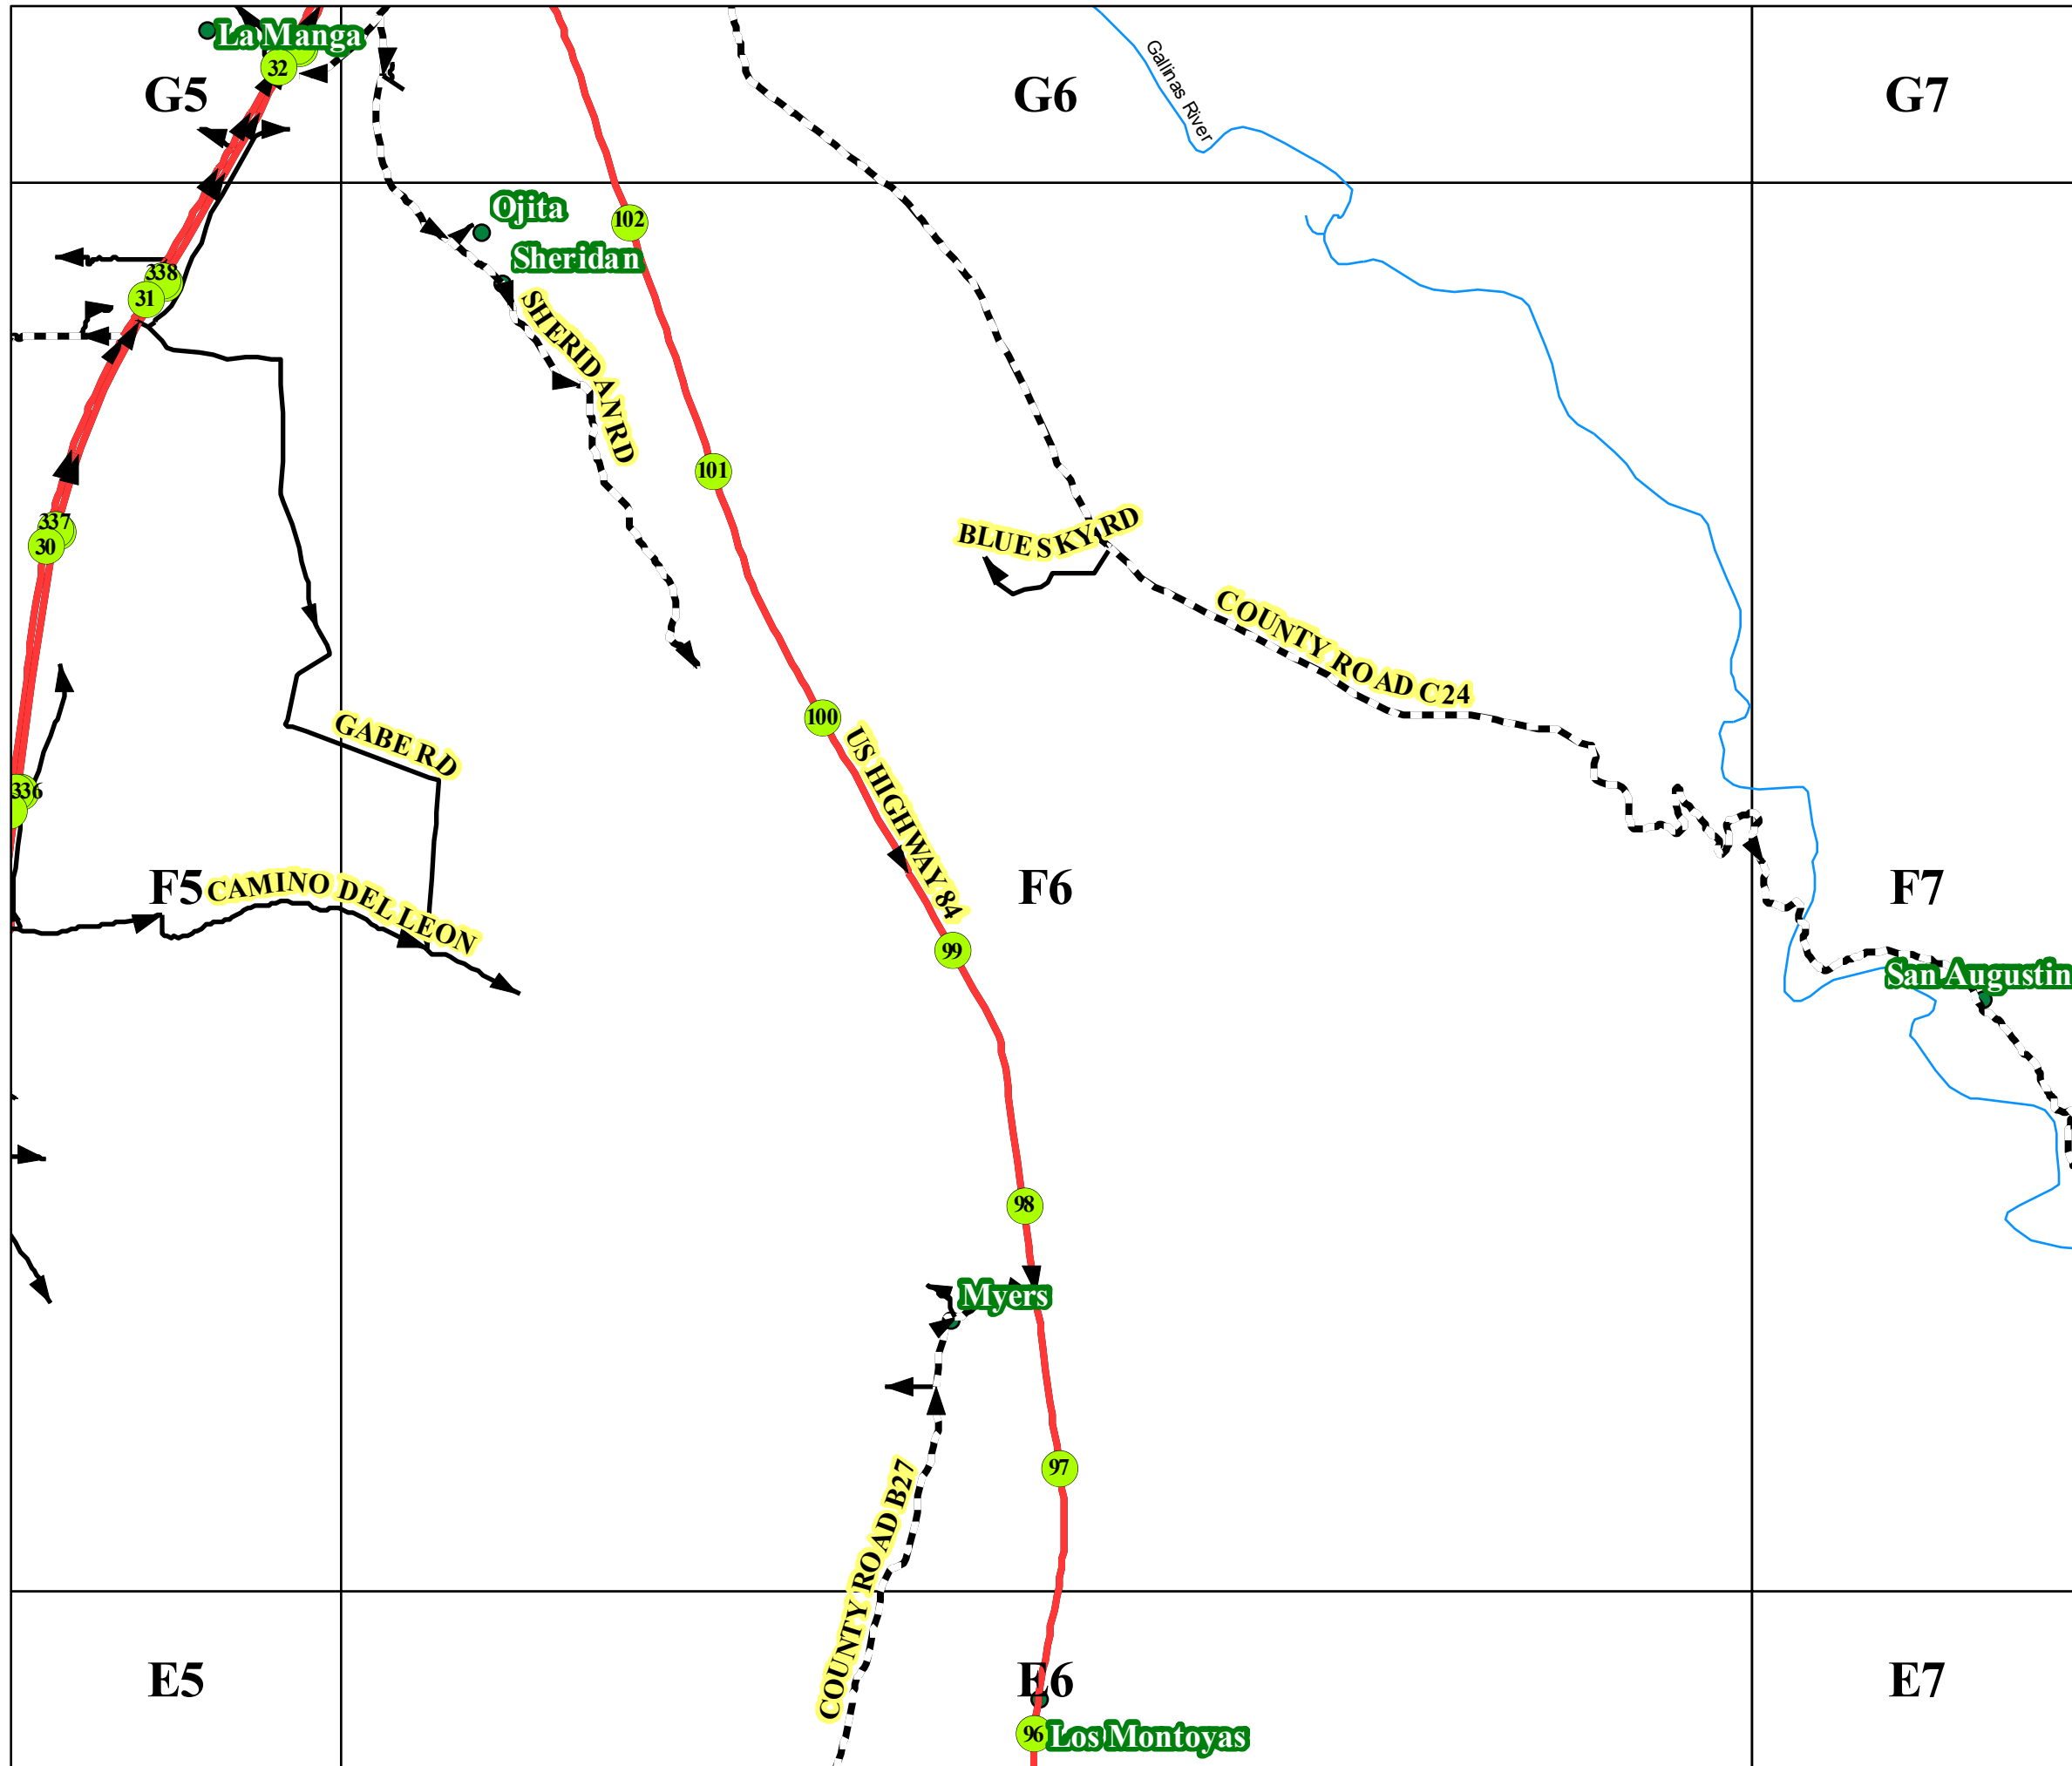 La Manga
32
G5
G6
G7
Gallinas River
Ojita
102
Sheridan
338
31
SHERIDAN RD
101
337
30
BLUE SKY RD
COUNTY ROAD C24
100
GABE RD
US HIGHWAY 84
336
F5
CAMINO DEL LEON
F6
F7
99
San Augustin
98
Myers
97
COUNTY ROAD B27
E5
E6
E7
96
Los Montoyas